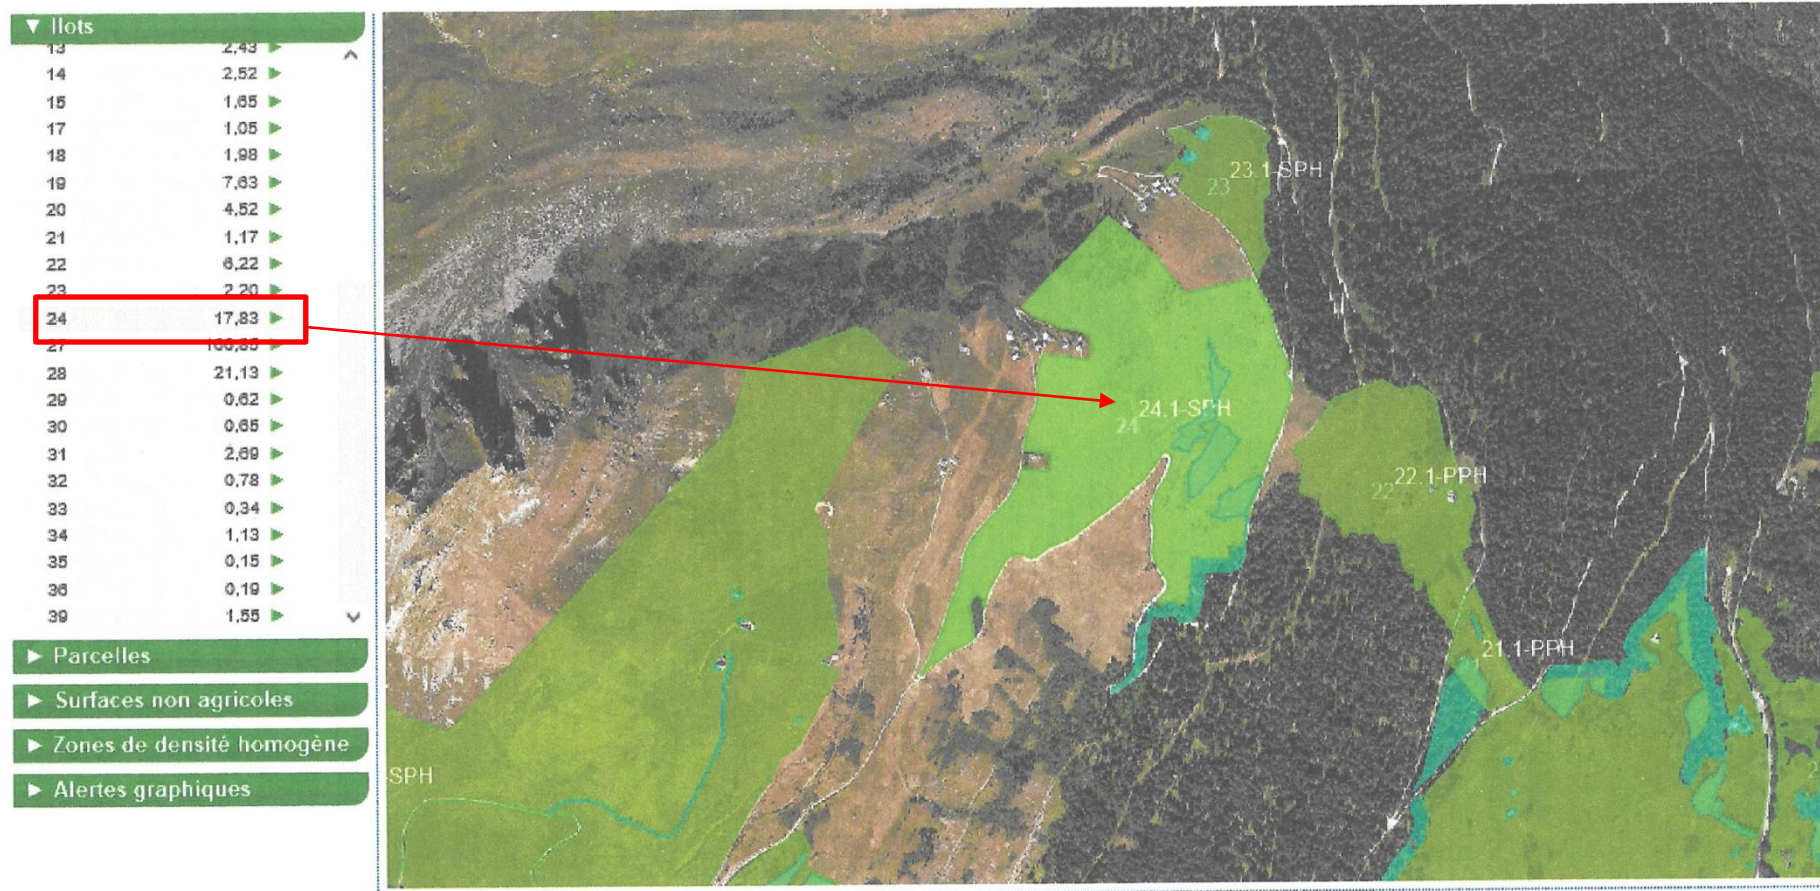 ▼ Ilots
13 2,43
14 2,52
15 1,65
17 1,05
18 1,98
19 7,63
20 4,52
21 1,17
22 6,22
23 2,20
24 17,83
27
28 21,13
29 0,62
30 0,65
31 2,69
32 0,78
33 0,34
34 1,13
35 0,15
36 0,19
39 1,55
► Parcelles
► Surfaces non agricoles
► Zones de densité homogène
► Alertes graphiques
23.1-SPH
23
24.1-SPH
24
22.1-PPH
22
21.1-PPH
SPH